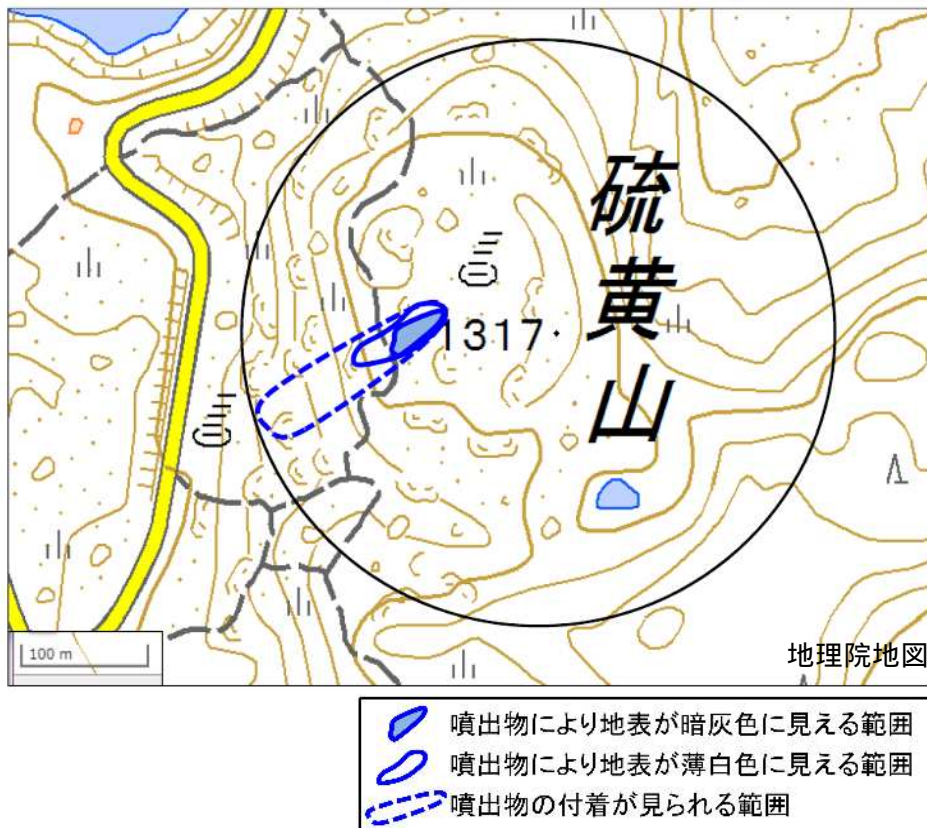 硫黄山
1317
100 m
地理院地図
噴出物により地表が暗灰色に見える範囲
噴出物により地表が薄白色に見える範囲
噴出物の付着が見られる範囲